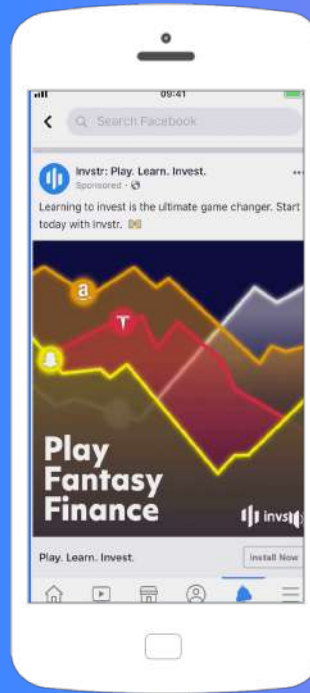 09:41
Search Facebook
Invstr: Play. Learn. Invest.
Sponsored ·
Learning to invest is the ultimate game changer. Start
today with Invstr.
a
T
Play
Fantasy
Finance
invstr
Play. Learn. Invest.
Install Now